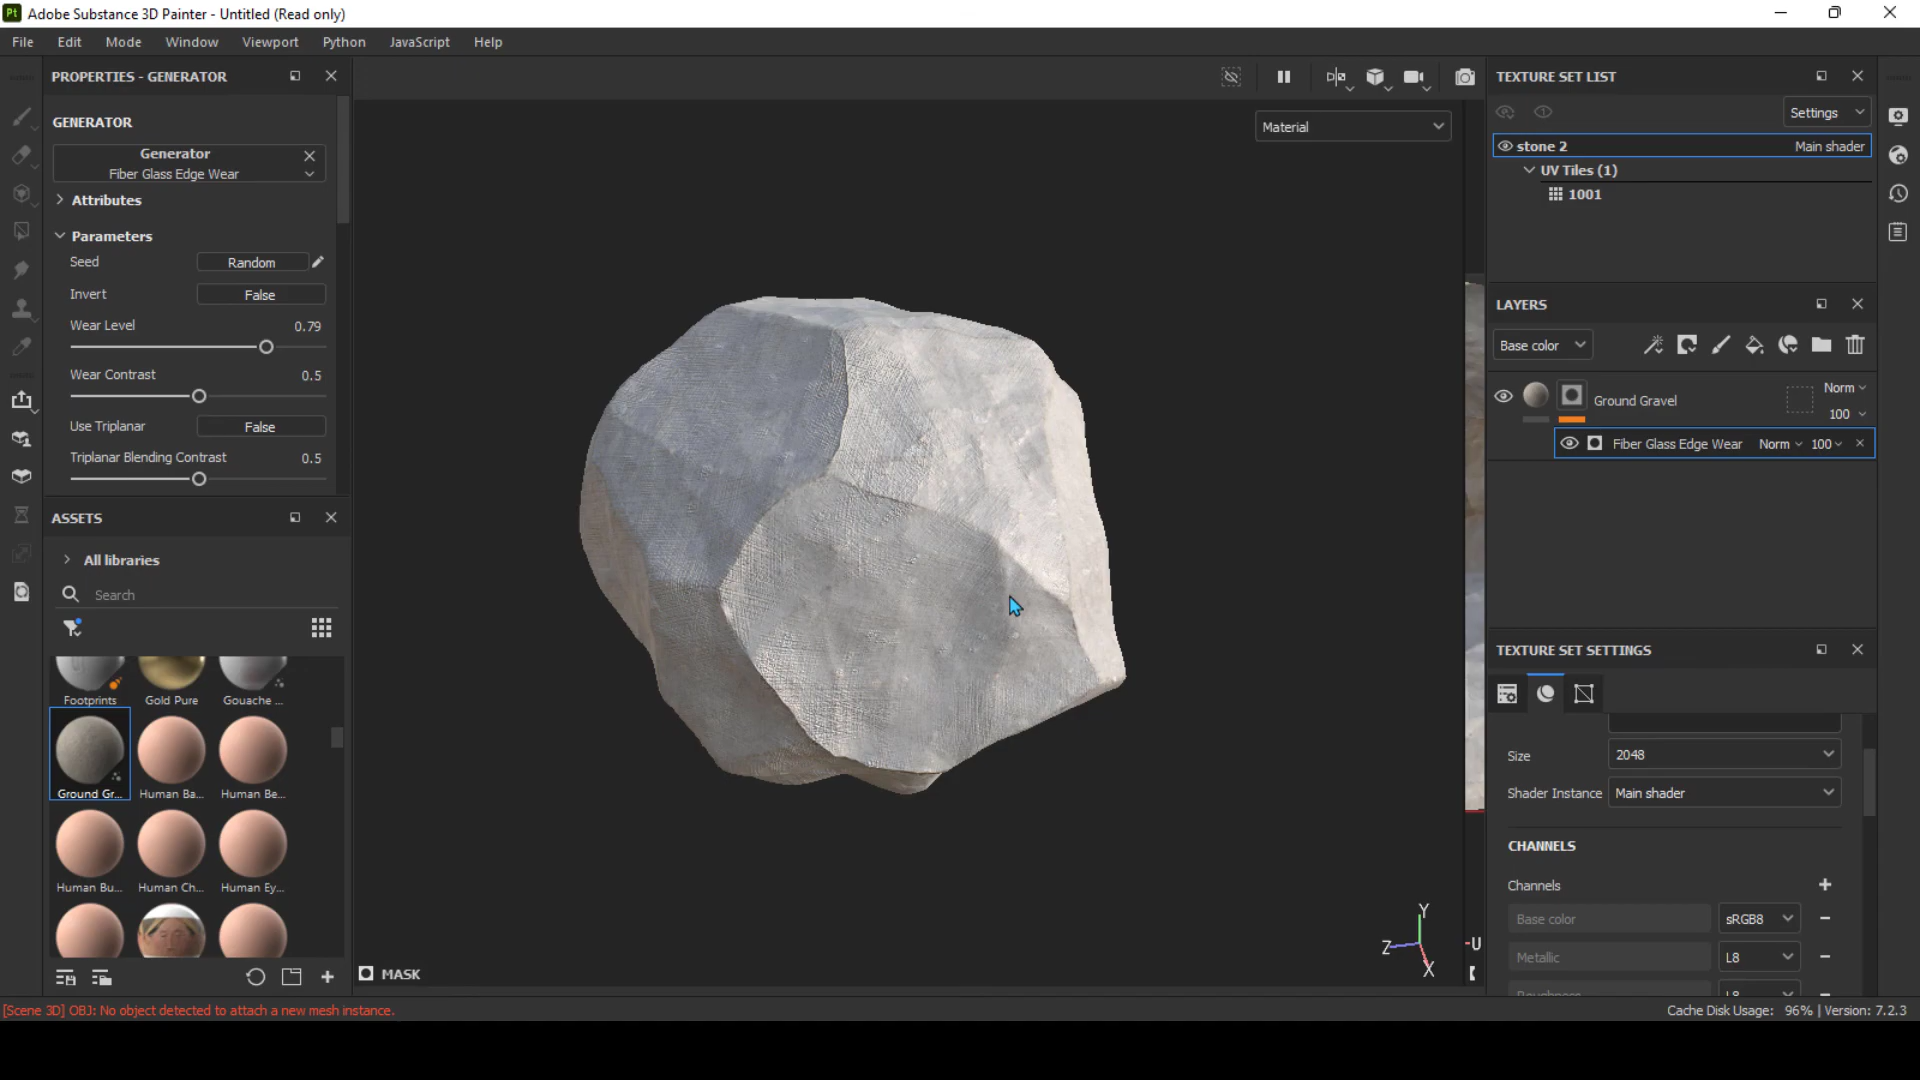 Pt Adobe Substance 3D Painter - Untitled (Read only)
File Edit Mode Window Viewport Python JavaScript Help
PROPERTIES - GENERATOR
GENERATOR
Generator
Fiber Glass Edge Wear
Attributes
Parameters
Seed Random
Invert False
Wear Level 0.79
Wear Contrast 0.5
Use Triplanar False
Triplanar Blending Contrast 0.5
ASSETS
All libraries
Search
Footprints Gold Pure Gouache ...
Ground Gr... Human Ba... Human Be...
Human Bu... Human Ch... Human Ey...
Material
MASK
Y
Z
X
-U
TEXTURE SET LIST
Settings
stone 2 Main shader
UV Tiles (1)
1001
LAYERS
Base color
Ground Gravel Norm
100
Fiber Glass Edge Wear Norm 100
TEXTURE SET SETTINGS
Size 2048
Shader Instance Main shader
CHANNELS
Channels
Base color sRGB8
Metallic L8
Roughness L8
[Scene 3D] OBJ: No object detected to attach a new mesh instance.
Cache Disk Usage: 96% | Version: 7.2.3